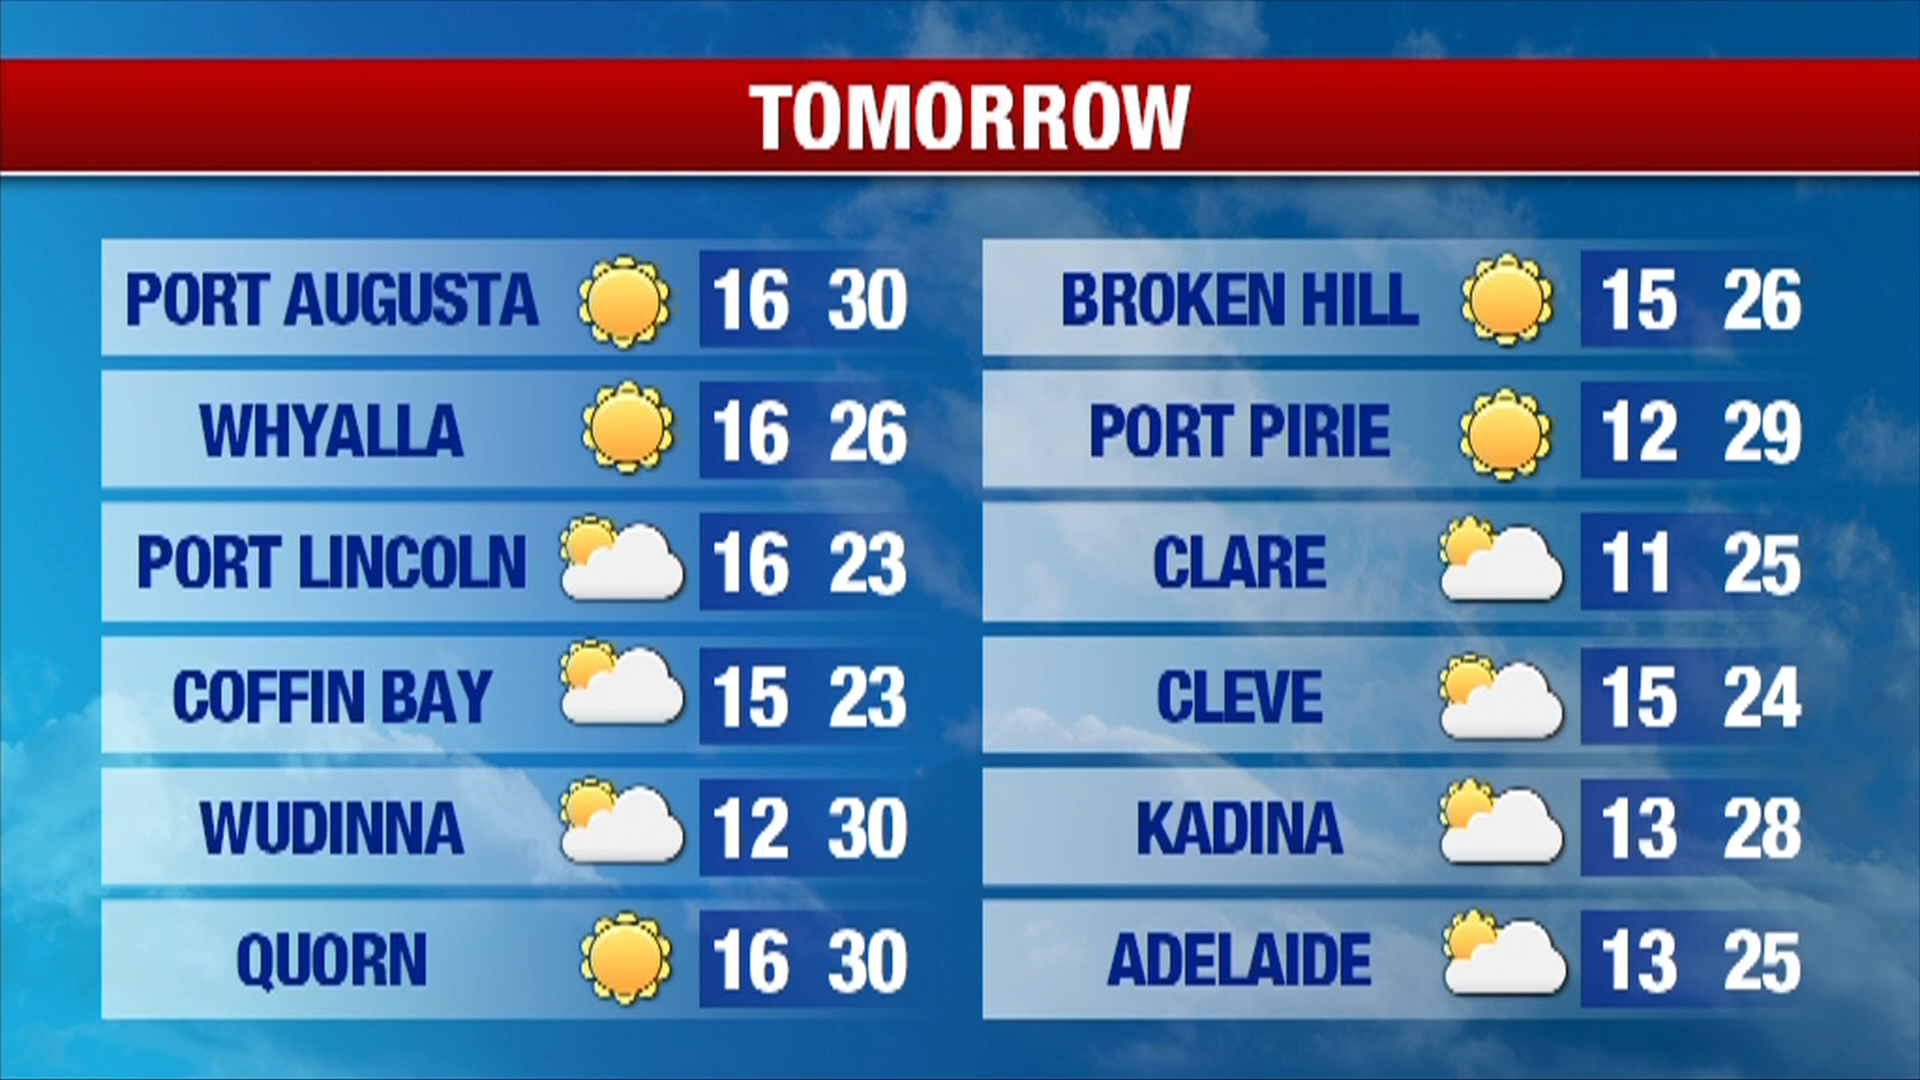 TOMORROW
PORT AUGUSTA 16 30
WHYALLA 16 26
PORT LINCOLN 16 23
COFFIN BAY 15 23
WUDINNA 12 30
QUORN 16 30
BROKEN HILL 15 26
PORT PIRIE 12 29
CLARE 11 25
CLEVE 15 24
KADINA 13 28
ADELAIDE 13 25